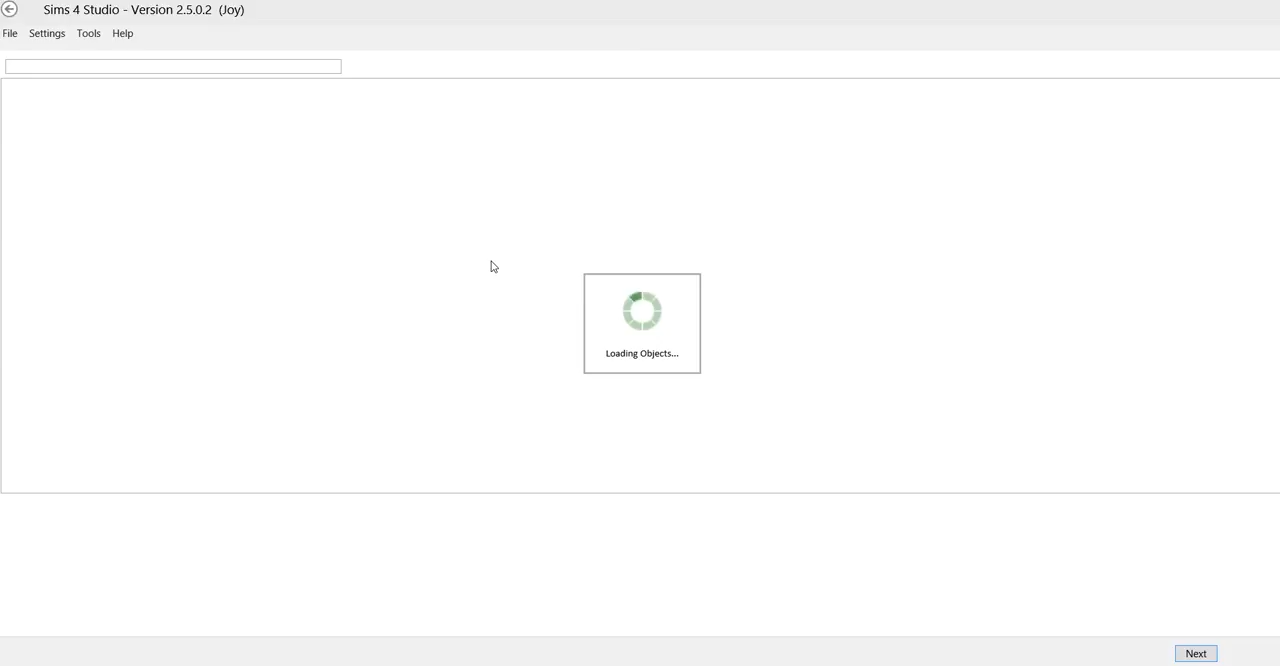 Sims 4 Studio - Version 2.5.0.2 (Joy)
File Settings Tools Help
Loading Objects...
Next